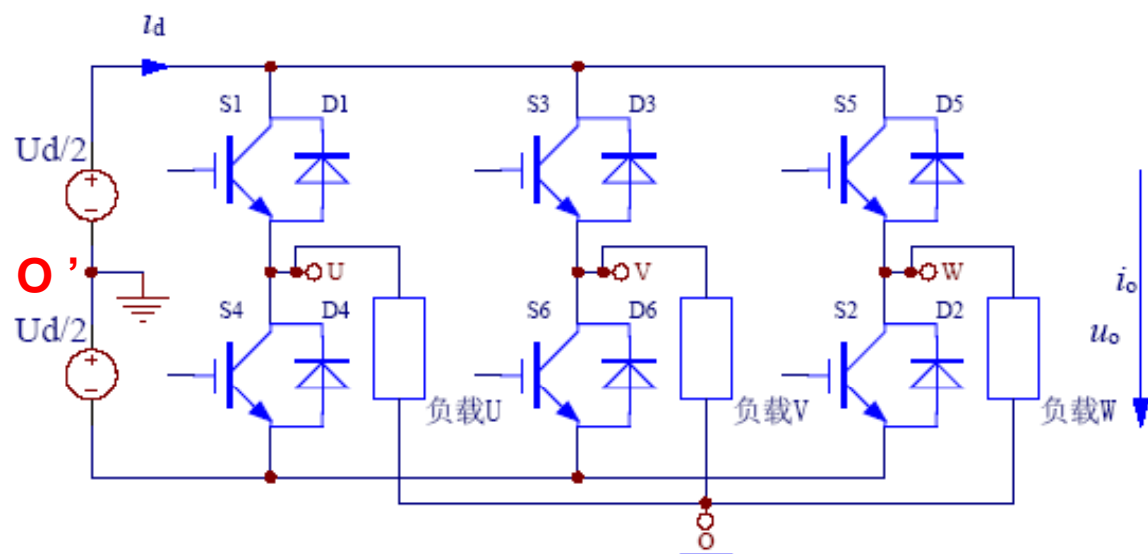 id
S1 D1 S3 D3 S5 D5
Ud/2
U V W
O’
io
S4 D4 S6 D6 S2 D2
Ud/2
uo
负载U 负载V 负载W
O